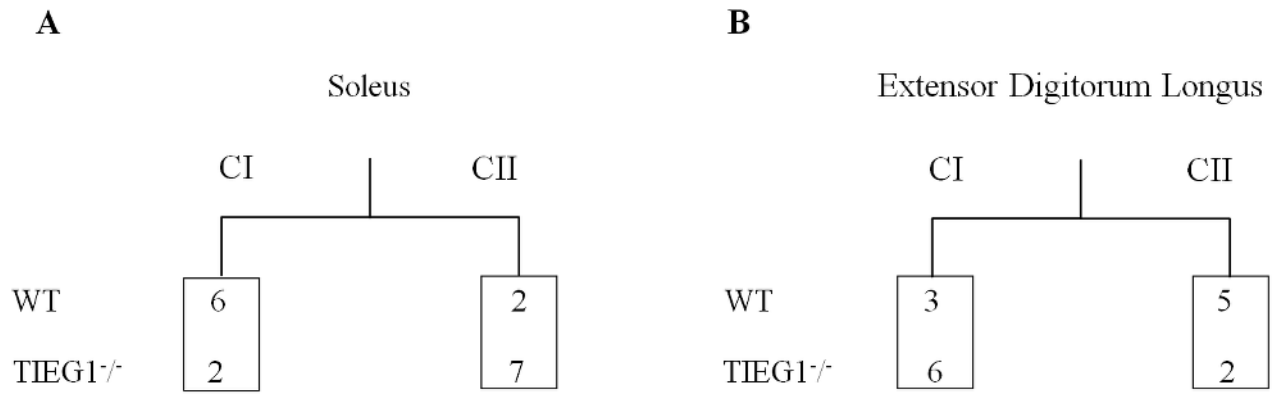 A
Soleus
CI CII
WT 6 2
TIEG1-/- 2 7
B
Extensor Digitorum Longus
CI CII
WT 3 5
TIEG1-/- 6 2